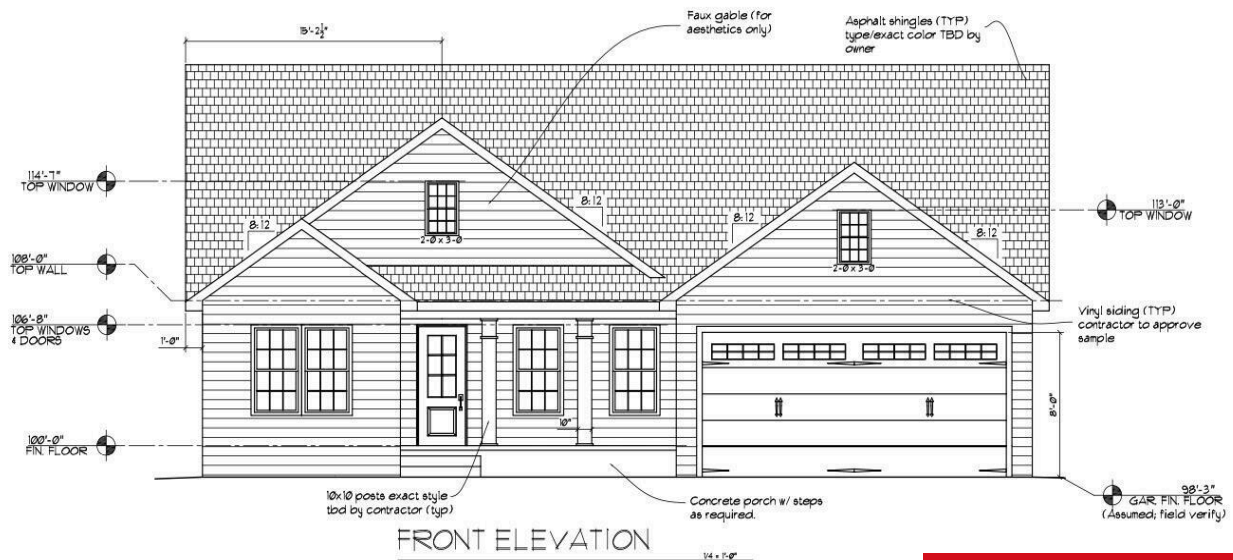 15'-2½"
Faux gable (for
aesthetics only)
Asphalt shingles (TYP)
type/exact color TBD by
owner
114'-7"
TOP WINDOW
113'-0"
TOP WINDOW
8:12
8:12
8:12
8:12
2-0 x 3-0
2-0 x 3-0
108'-0"
TOP WALL
106'-8"
TOP WINDOWS
& DOORS
1'-0"
Vinyl siding (TYP)
contractor to approve
sample
10"
8'-0"
100'-0"
FIN. FLOOR
10x10 posts exact style
tbd by contractor (typ)
Concrete porch w/ steps
as required.
98'-3"
GAR. FIN. FLOOR
(Assumed; field verify)
FRONT ELEVATION
1/4 = 1'-0"